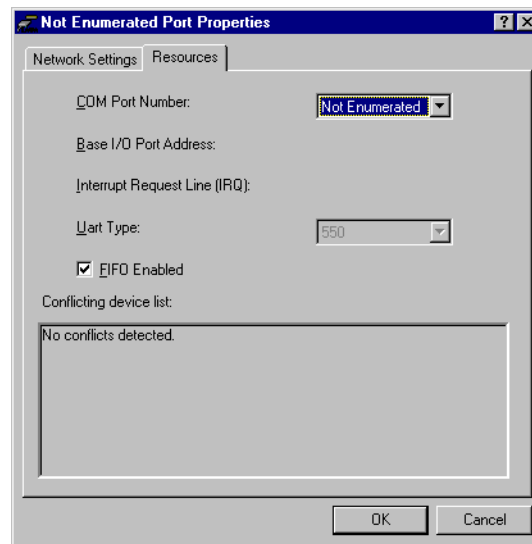 Not Enumerated Port Properties
Network Settings Resources
COM Port Number: Not Enumerated
Base I/O Port Address:
Interrupt Request Line (IRQ):
Uart Type: 550
FIFO Enabled
Conflicting device list:
No conflicts detected.
OK Cancel